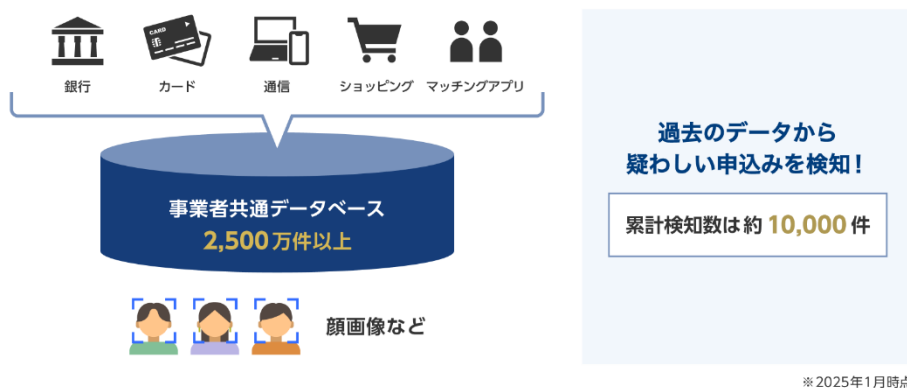 CARD
銀行
カード
通信
ショッピング
マッチングアプリ
事業者共通データベース
2,500万件以上
顔画像など
過去のデータから
疑わしい申込みを検知！
累計検知数は約 10,000 件
※2025年1月時点